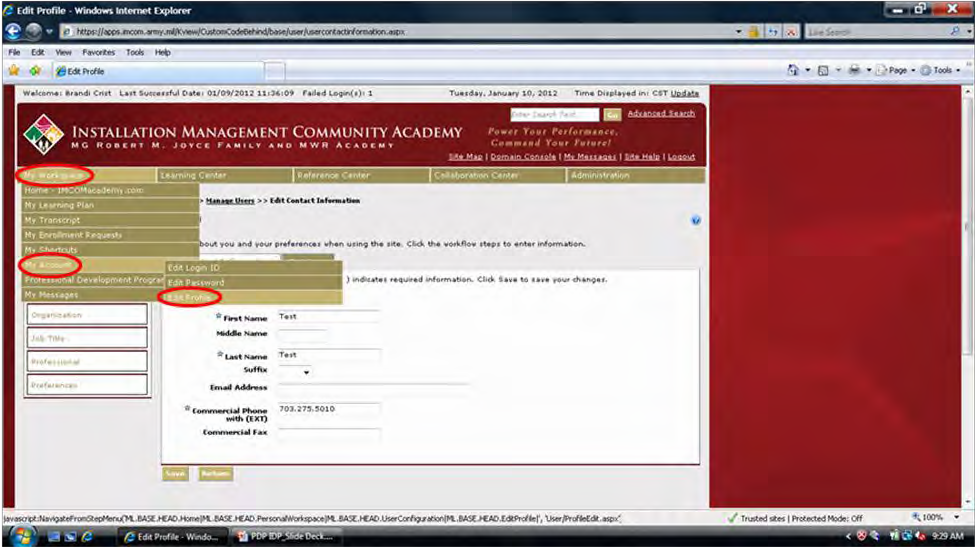 Edit Profile - Windows Internet Explorer
https://apps.imcom.army.mil/Kview/CustomCodeBehind/base/user/usercontactinformation.aspx
Live Search
File Edit View Favorites Tools Help
Edit Profile
Page Tools
Welcome: Brandi Crist Last Successful Date: 01/09/2012 11:36:09 Failed Login(s): 1 Tuesday, January 10, 2012 Time Displayed in: CST Update
Enter Search Text Go Advanced Search
INSTALLATION MANAGEMENT COMMUNITY ACADEMY
MG ROBERT M. JOYCE FAMILY AND MWR ACADEMY
Power Your Performance,
Command Your Future!
Site Map | Domain Console | My Messages | Site Help | Logout
My Workspace Learning Center Reference Center Collaboration Center Administration
Home - IMCOMacademy.com
My Learning Plan
> Manage Users >> Edit Contact Information
My Transcript
My Enrollment Requests
bout you and your preferences when using the site. Click the workflow steps to enter information.
My Shortcuts
My Account
Edit Login ID
Professional Development Progra
Edit Password
) indicates required information. Click Save to save your changes.
My Messages
Edit Profile
Organization
Job Title
Professional
Preferences
First Name Test
Middle Name
Last Name Test
Suffix
Email Address
Commercial Phone with (EXT) 703.275.5010
Commercial Fax
Save
javascript:NavigateFromStepMenu('ML.BASE.HEAD.Home|ML.BASE.HEAD.PersonalWorkspace|ML.BASE.HEAD.UserConfiguration|ML.BASE.HEAD.EditProfile|', 'User/ProfileEdit.aspx'
Trusted sites | Protected Mode: Off 100%
Edit Profile - Windo... PDP IDP_Slide Deck.... 9:29 AM